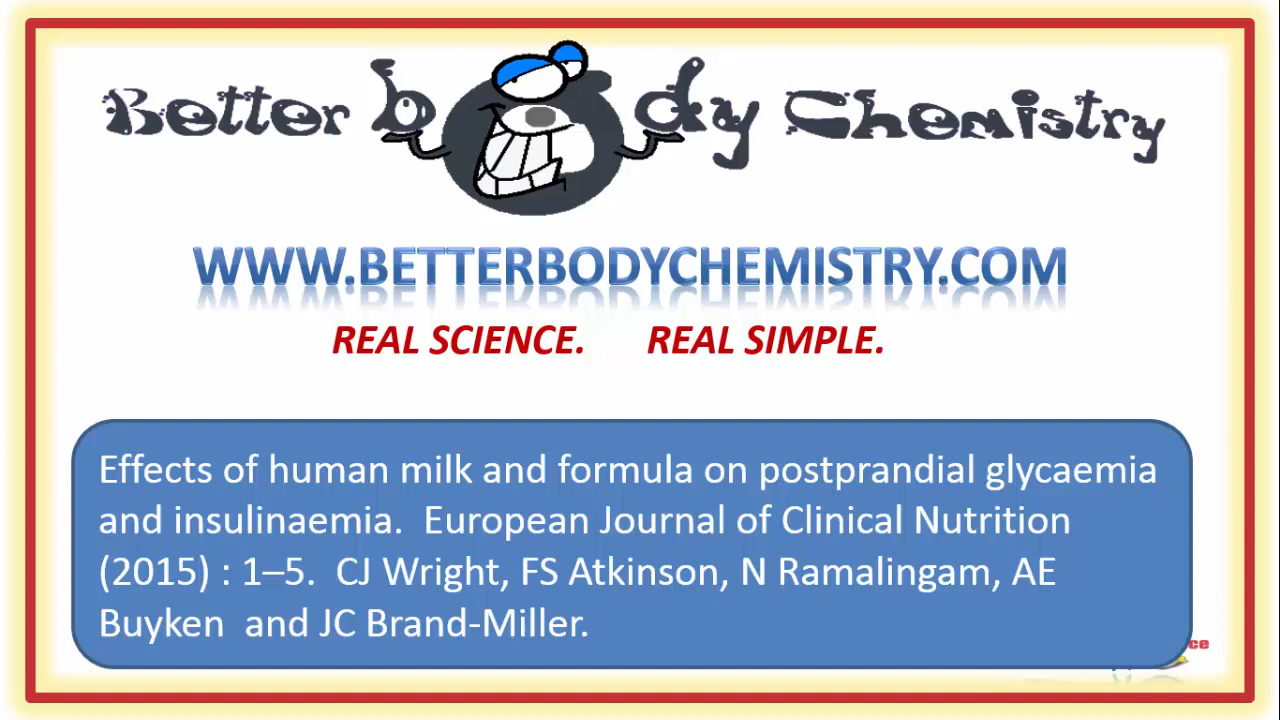 Better body Chemistry
WWW.BETTERBODYCHEMISTRY.COM
REAL SCIENCE. REAL SIMPLE.
Effects of human milk and formula on postprandial glycaemia
and insulinaemia. European Journal of Clinical Nutrition
(2015) : 1–5. CJ Wright, FS Atkinson, N Ramalingam, AE
Buyken and JC Brand-Miller.